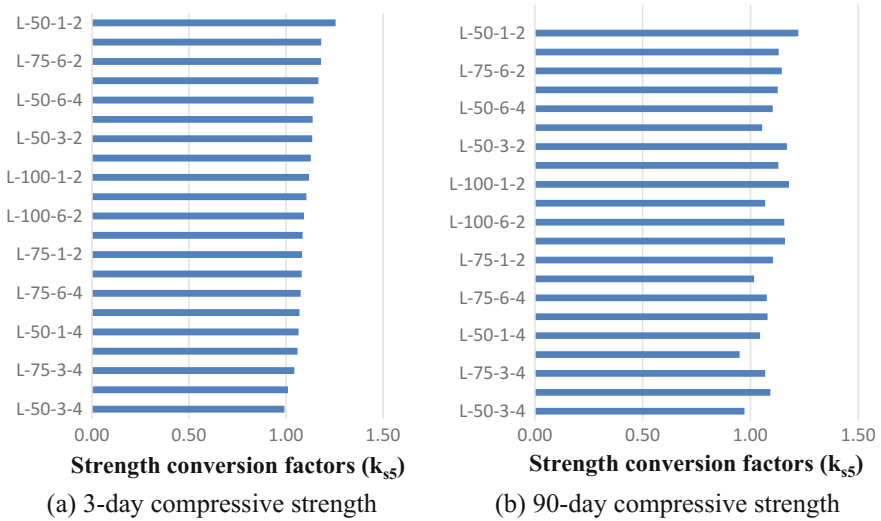 L-50-1-2
L-75-6-2
L-50-6-4
L-50-3-2
L-100-1-2
L-100-6-2
L-75-1-2
L-75-6-4
L-50-1-4
L-75-3-4
L-50-3-4
0.00 0.50 1.00 1.50
Strength conversion factors (ks5)
(a) 3-day compressive strength
L-50-1-2
L-75-6-2
L-50-6-4
L-50-3-2
L-100-1-2
L-100-6-2
L-75-1-2
L-75-6-4
L-50-1-4
L-75-3-4
L-50-3-4
0.00 0.50 1.00 1.50
Strength conversion factors (ks5)
(b) 90-day compressive strength